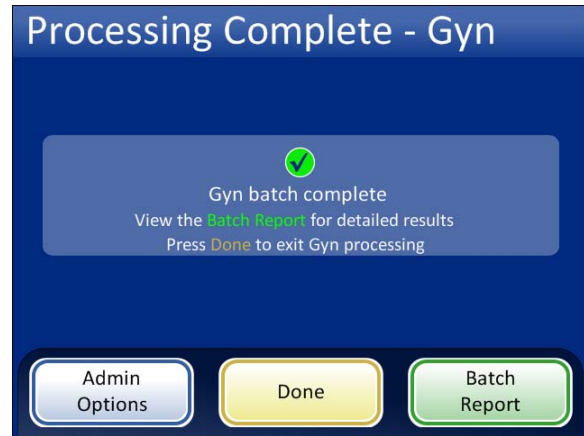 Processing Complete - Gyn
Gyn batch complete
View the Batch Report for detailed results
Press Done to exit Gyn processing
Admin
Options
Done
Batch
Report